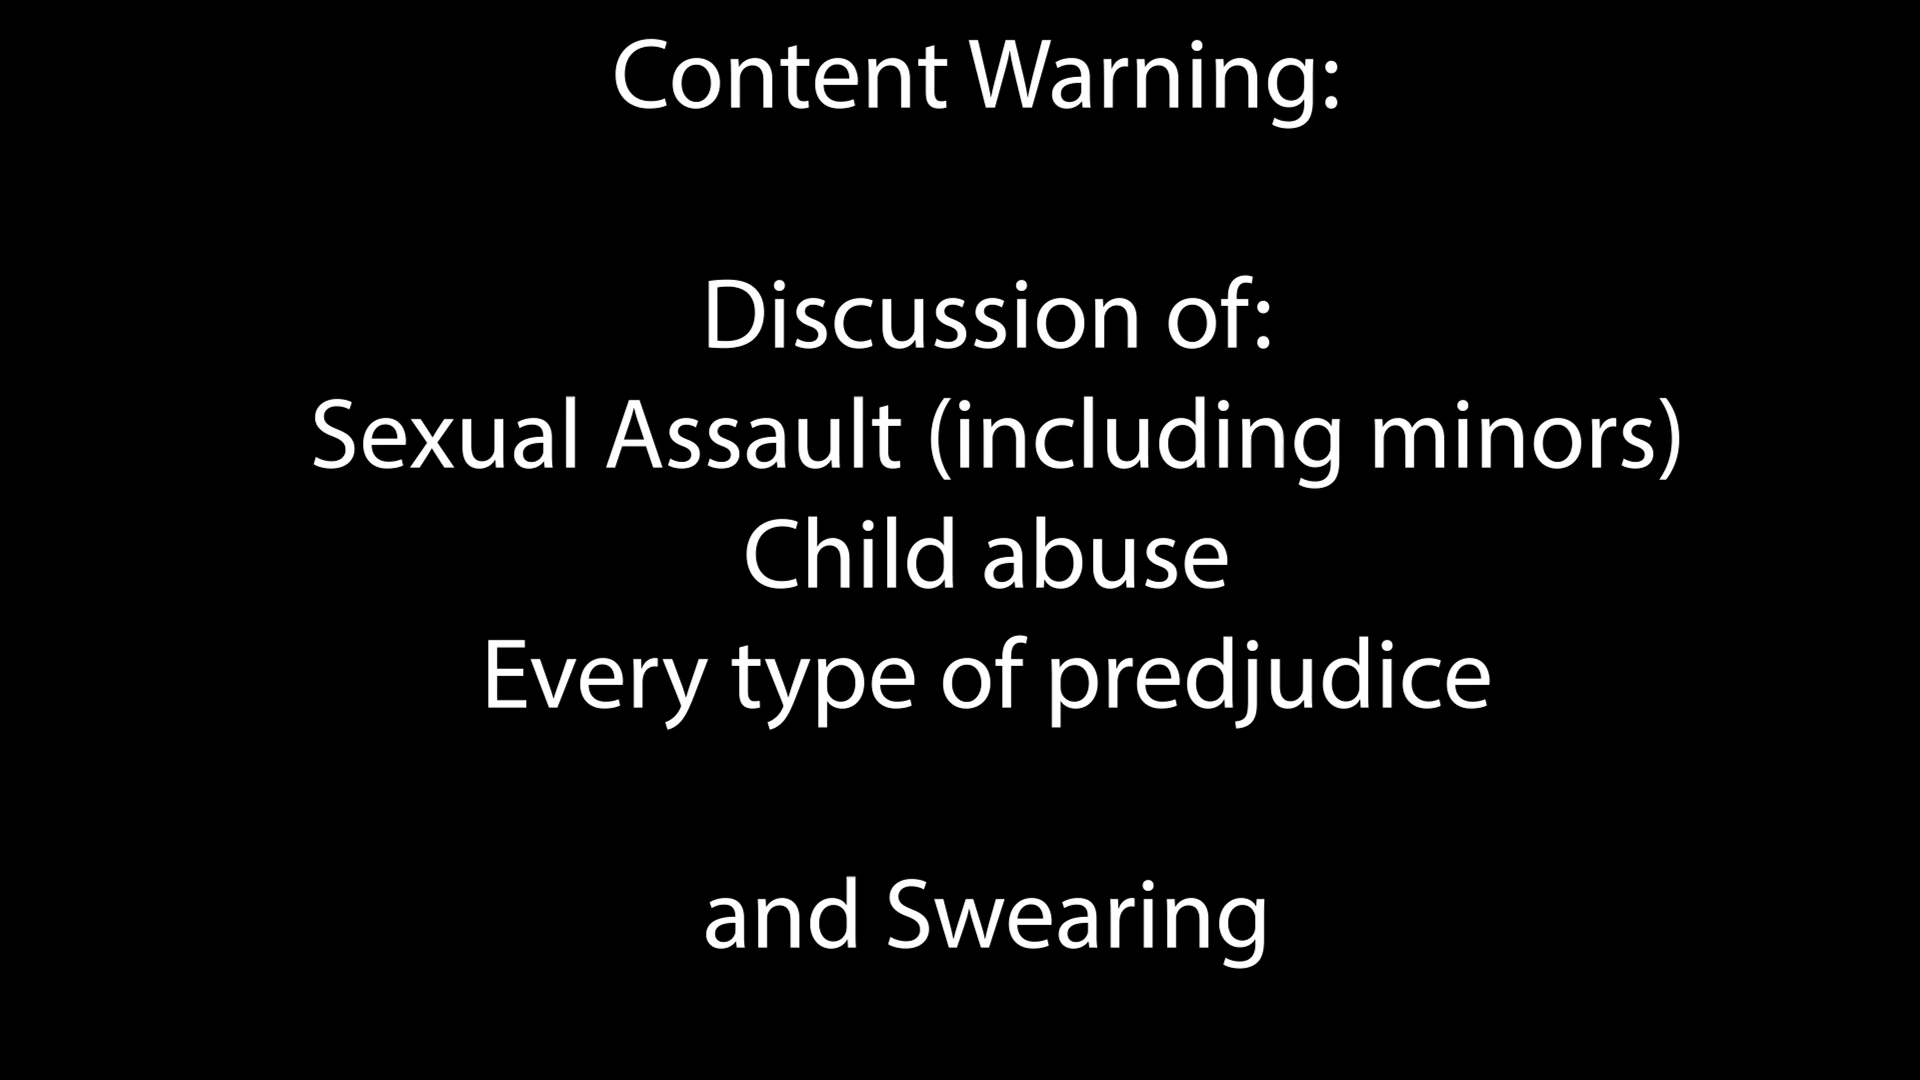 Content Warning:
Discussion of:
Sexual Assault (including minors)
Child abuse
Every type of predjudice
and Swearing